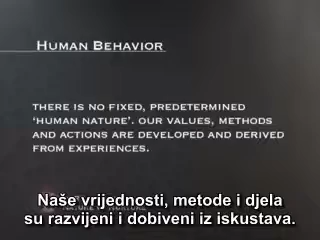 HUMAN BEHAVIOR
THERE IS NO FIXED, PREDETERMINED
‘HUMAN NATURE’. OUR VALUES, METHODS
AND ACTIONS ARE DEVELOPED AND DERIVED
FROM EXPERIENCES.
Naše vrijednosti, metode i djela
su razvijeni i dobiveni iz iskustava.